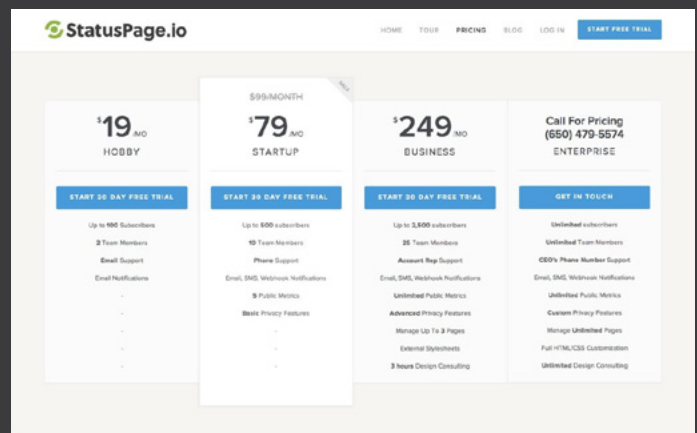 StatusPage.io
HOME TOUR PRICING BLOG LOG IN START FREE TRIAL
$19/MO
HOBBY
START 30 DAY FREE TRIAL
Up to 100 Subscribers
2 Team Members
Email Support
Email Notifications
-
-
-
-
-
SALE
$99/MONTH
$79/MO
STARTUP
START 30 DAY FREE TRIAL
Up to 500 subscribers
10 Team Members
Phone Support
Email, SMS, Webhook Notifications
5 Public Metrics
Basic Privacy Features
-
-
-
$249/MO
BUSINESS
START 30 DAY FREE TRIAL
Up to 2,500 subscribers
25 Team Members
Account Rep Support
Email, SMS, Webhook Notifications
Unlimited Public Metrics
Advanced Privacy Features
Manage Up To 3 Pages
External Stylesheets
3 hours Design Consulting
Call For Pricing
(650) 479-5574
ENTERPRISE
GET IN TOUCH
Unlimited subscribers
Unlimited Team Members
CEO's Phone Number Support
Email, SMS, Webhook Notifications
Unlimited Public Metrics
Custom Privacy Features
Manage Unlimited Pages
Full HTML/CSS Customization
Unlimited Design Consulting